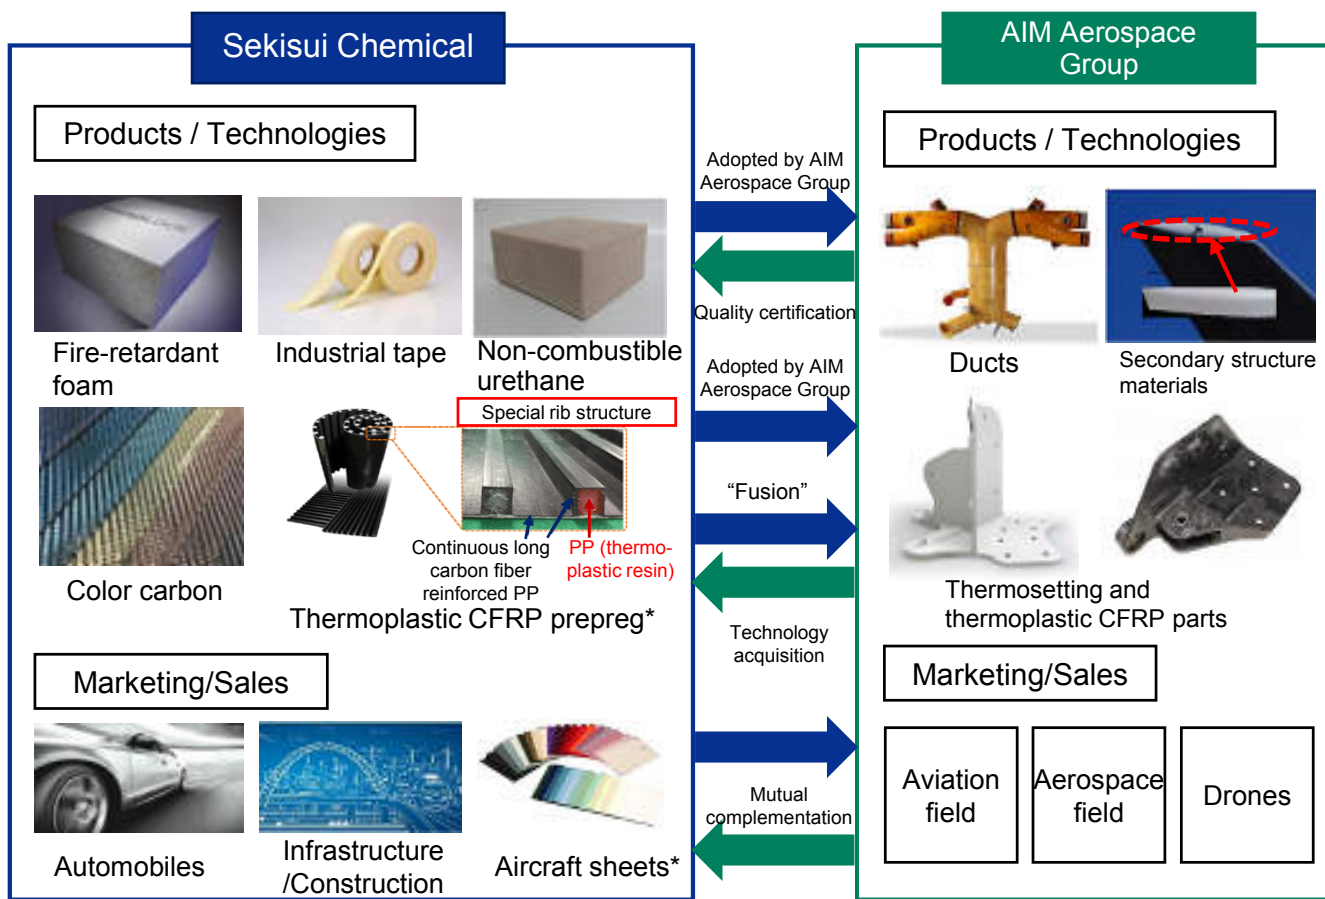 Sekisui Chemical
Products / Technologies
Fire-retardant
foam
Industrial tape
Non-combustible
urethane
Special rib structure
Color carbon
Continuous long
carbon fiber
reinforced PP
PP (thermo-
plastic resin)
Thermoplastic CFRP prepreg*
Marketing/Sales
Automobiles
Infrastructure
/Construction
Aircraft sheets*
Adopted by AIM
Aerospace Group
Quality certification
Adopted by AIM
Aerospace Group
“Fusion”
Technology
acquisition
Mutual
complementation
AIM Aerospace
Group
Products / Technologies
Ducts
Secondary structure
materials
Thermosetting and
thermoplastic CFRP parts
Marketing/Sales
Aviation
field
Aerospace
field
Drones